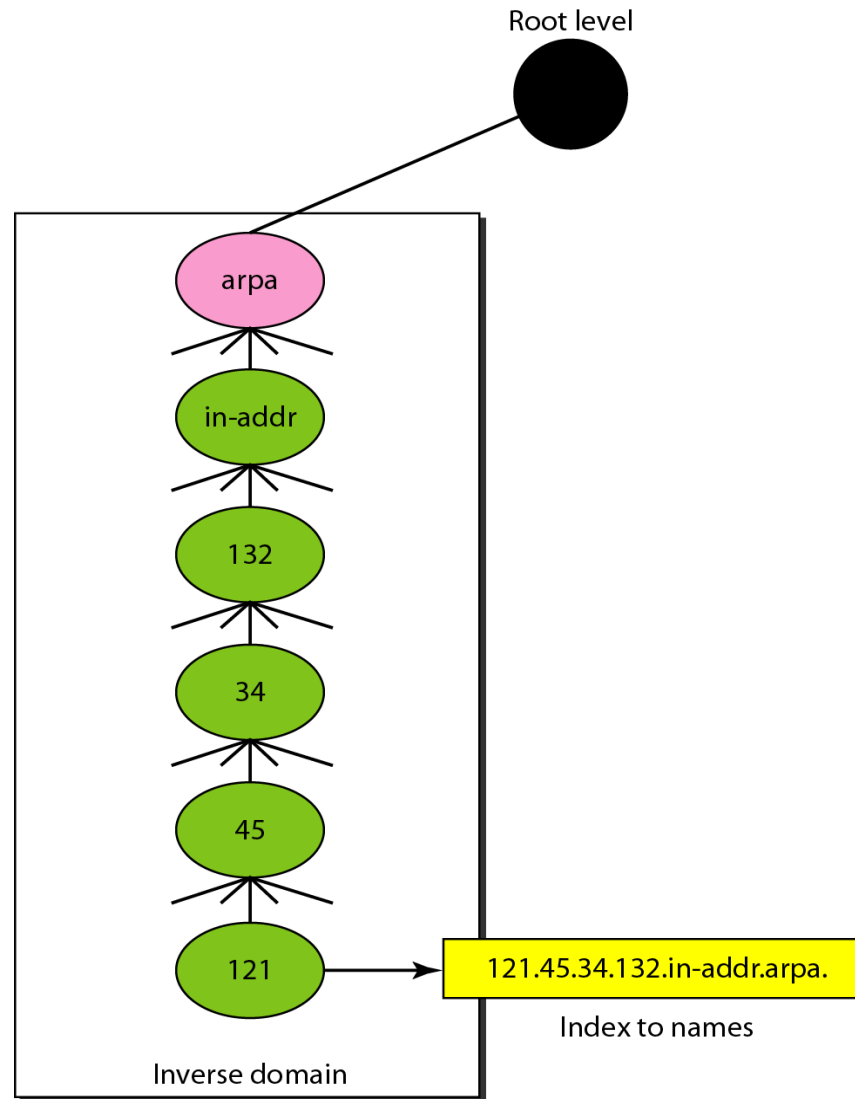 Root level
arpa
in-addr
132
34
45
121
121.45.34.132.in-addr.arpa.
Index to names
Inverse domain